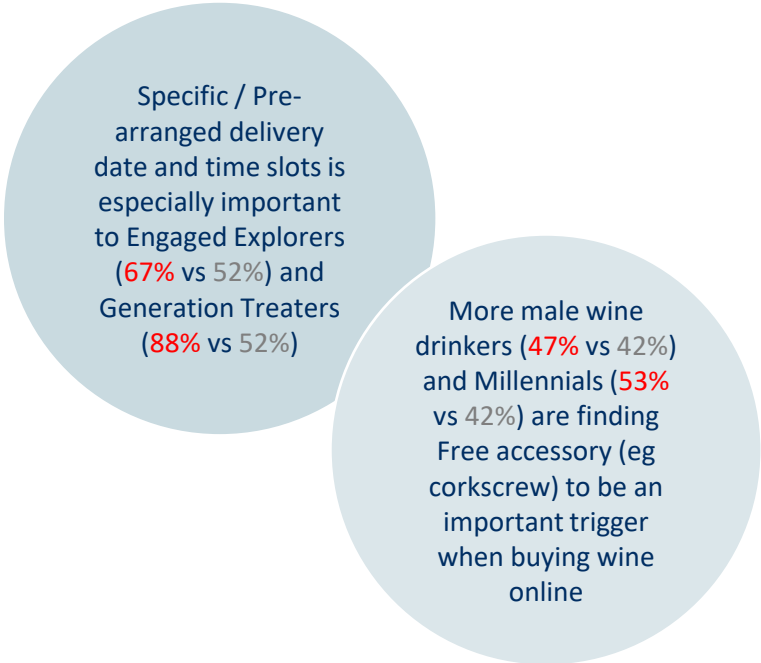 Specific / Pre-
arranged delivery
date and time slots is
especially important
to Engaged Explorers
(67% vs 52%) and
Generation Treaters
(88% vs 52%)
More male wine
drinkers (47% vs 42%)
and Millennials (53%
vs 42%) are finding
Free accessory (eg
corkscrew) to be an
important trigger
when buying wine
online